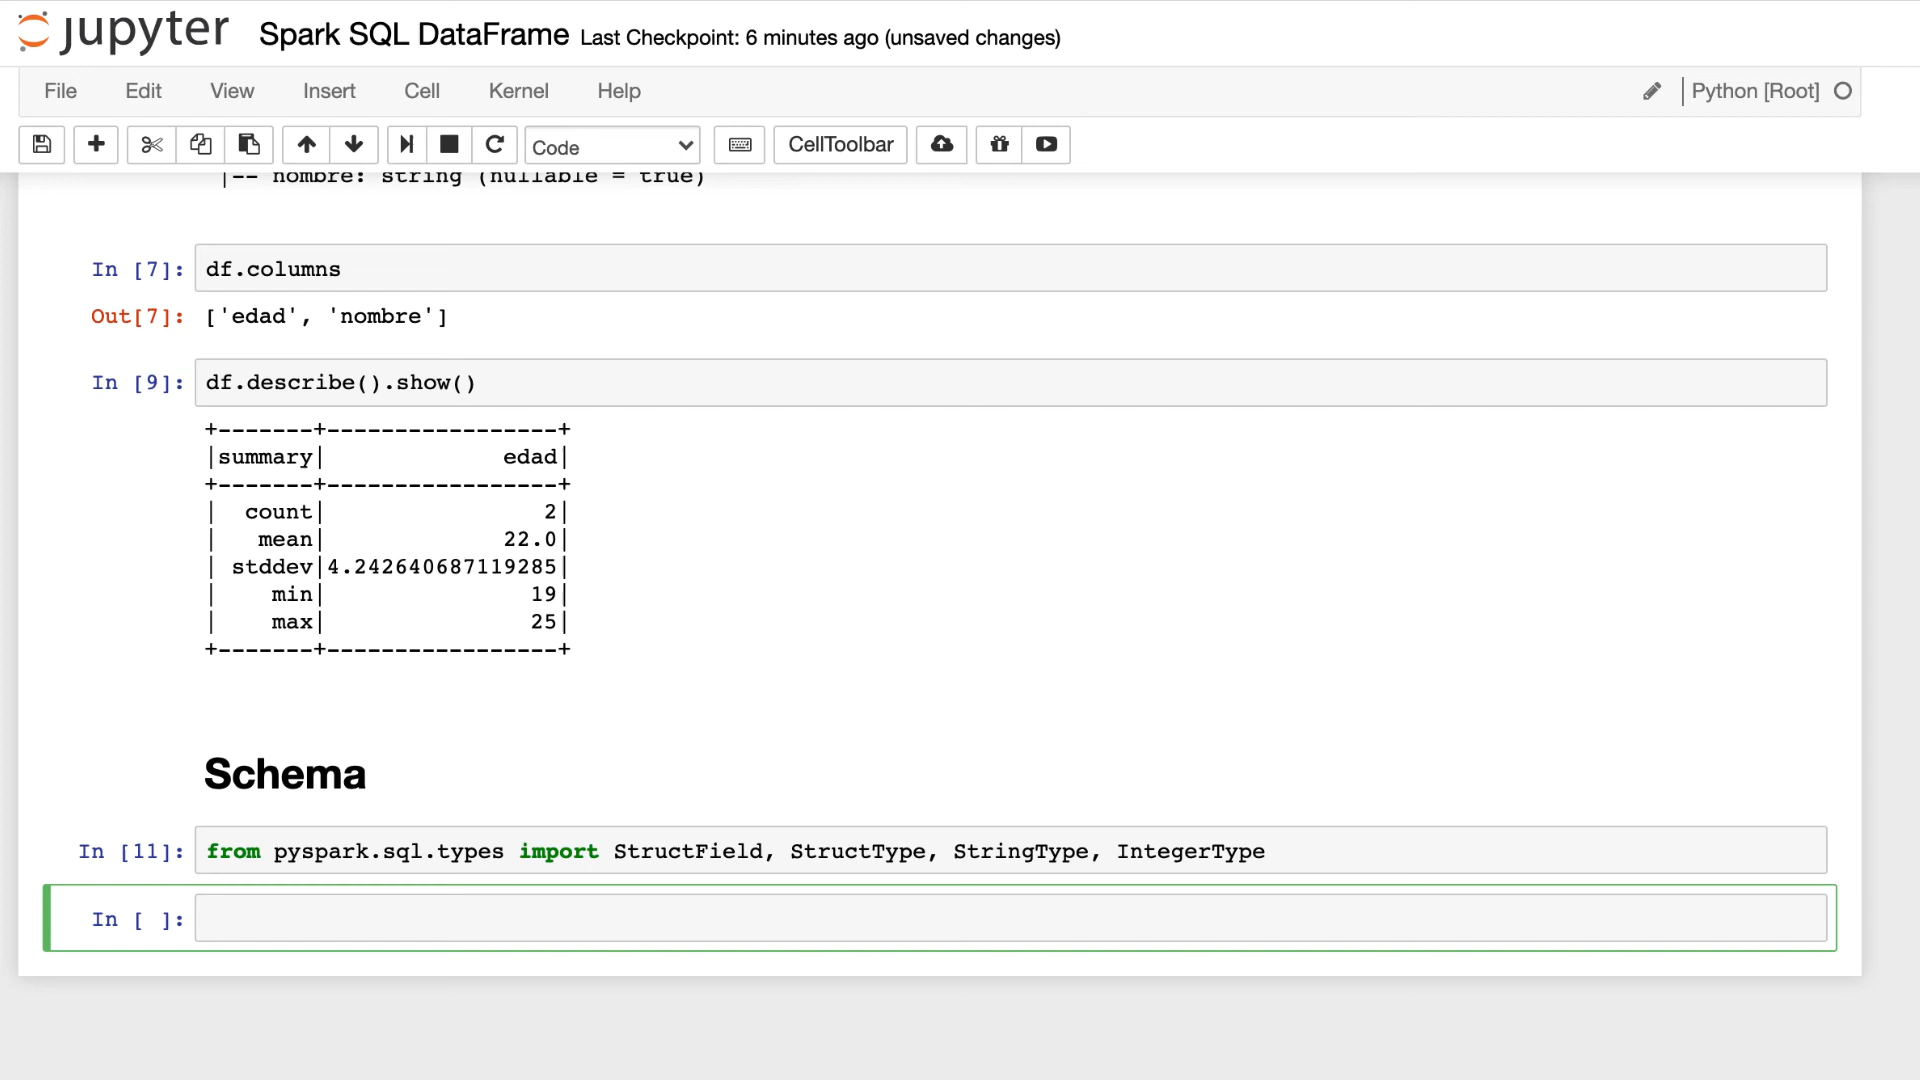 jupyter Spark SQL DataFrame Last Checkpoint: 6 minutes ago (unsaved changes)
File Edit View Insert Cell Kernel Help Python [Root]
Code CellToolbar
|-- nombre: string (nullable = true)
In [7]: df.columns
Out[7]: ['edad', 'nombre']
In [9]: df.describe().show()
+-------+-----------------+
|summary|             edad|
+-------+-----------------+
|  count|                2|
|   mean|             22.0|
| stddev|4.242640687119285|
|    min|               19|
|    max|               25|
+-------+-----------------+
Schema
In [11]: from pyspark.sql.types import StructField, StructType, StringType, IntegerType
In [ ]: